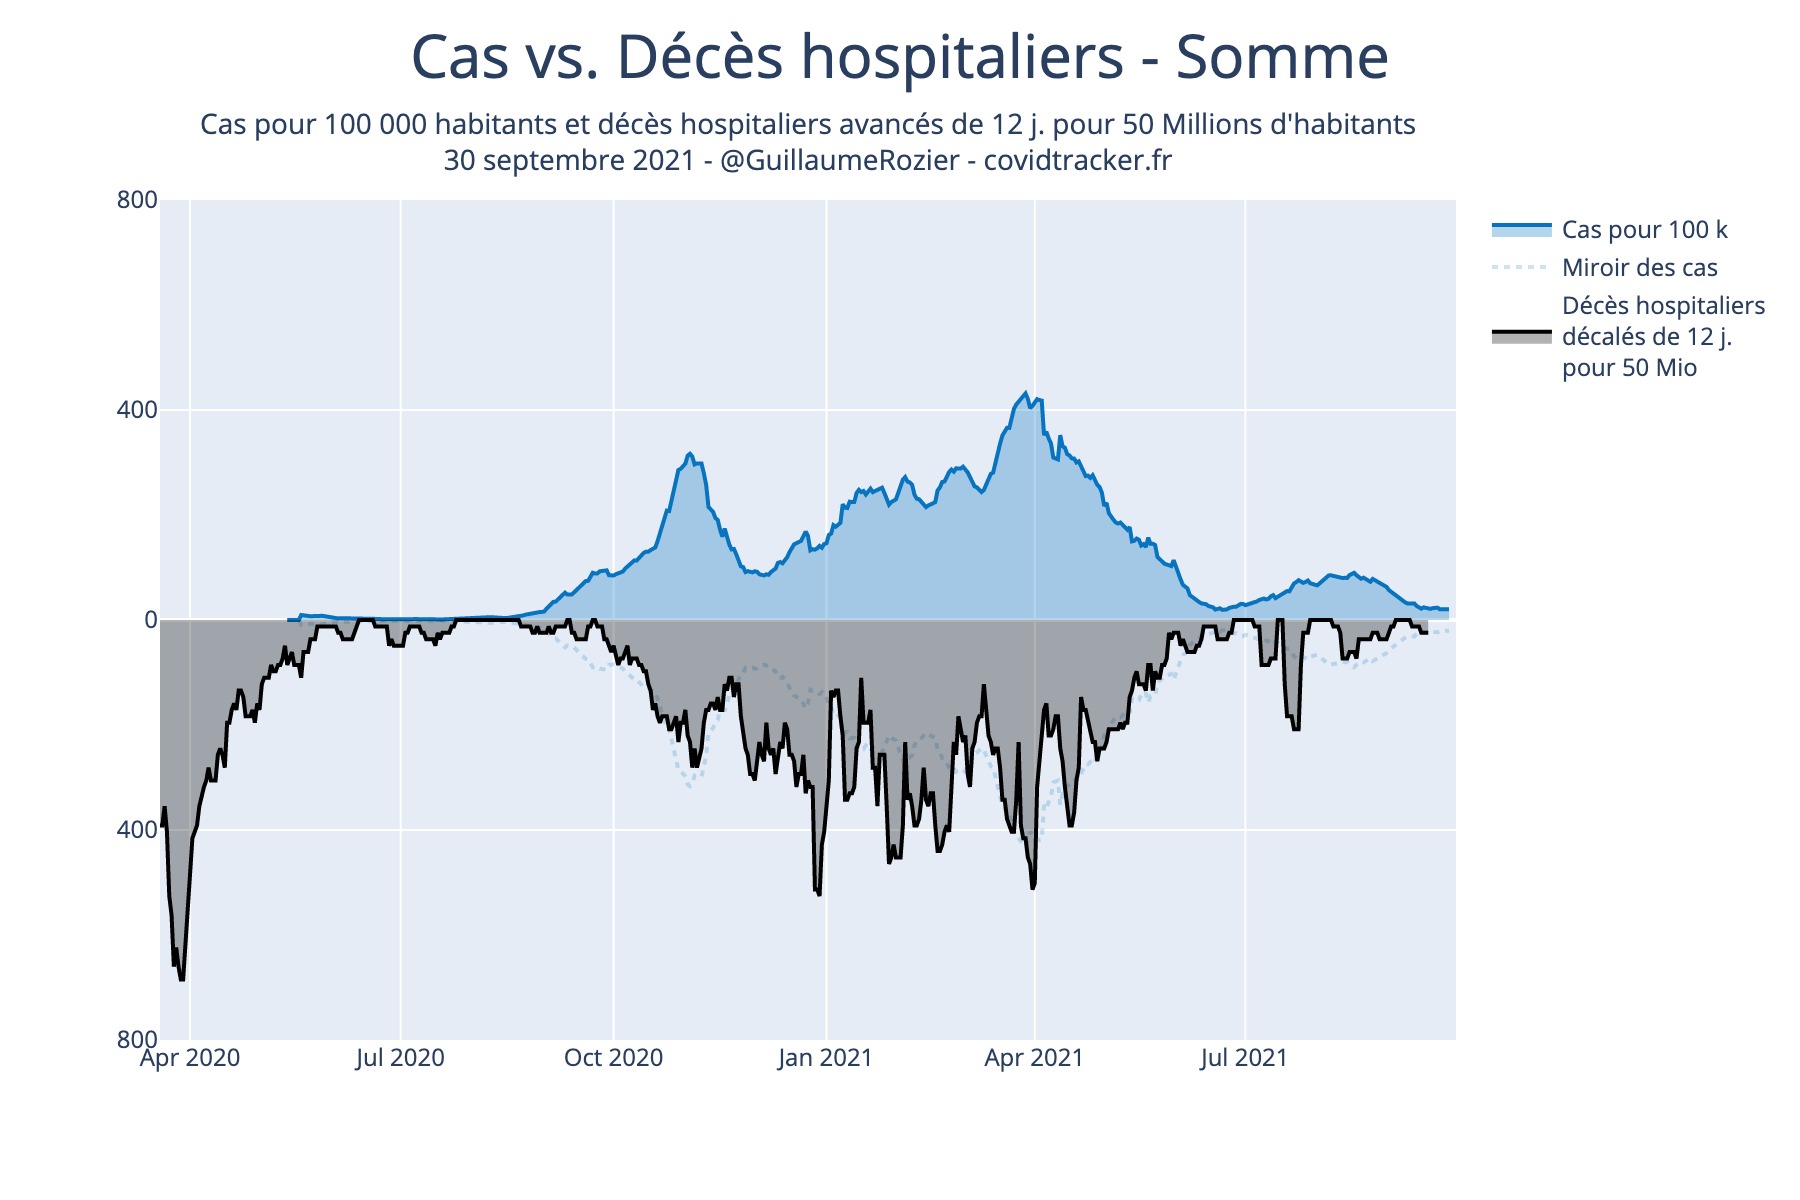 Cas vs. Décès hospitaliers - Somme
Cas pour 100 000 habitants et décès hospitaliers avancés de 12 j. pour 50 Millions d'habitants
30 septembre 2021 - @GuillaumeRozier - covidtracker.fr
800
400
0
400
800
Apr 2020
Jul 2020
Oct 2020
Jan 2021
Apr 2021
Jul 2021
Cas pour 100 k
Miroir des cas
Décès hospitaliers
décalés de 12 j.
pour 50 Mio